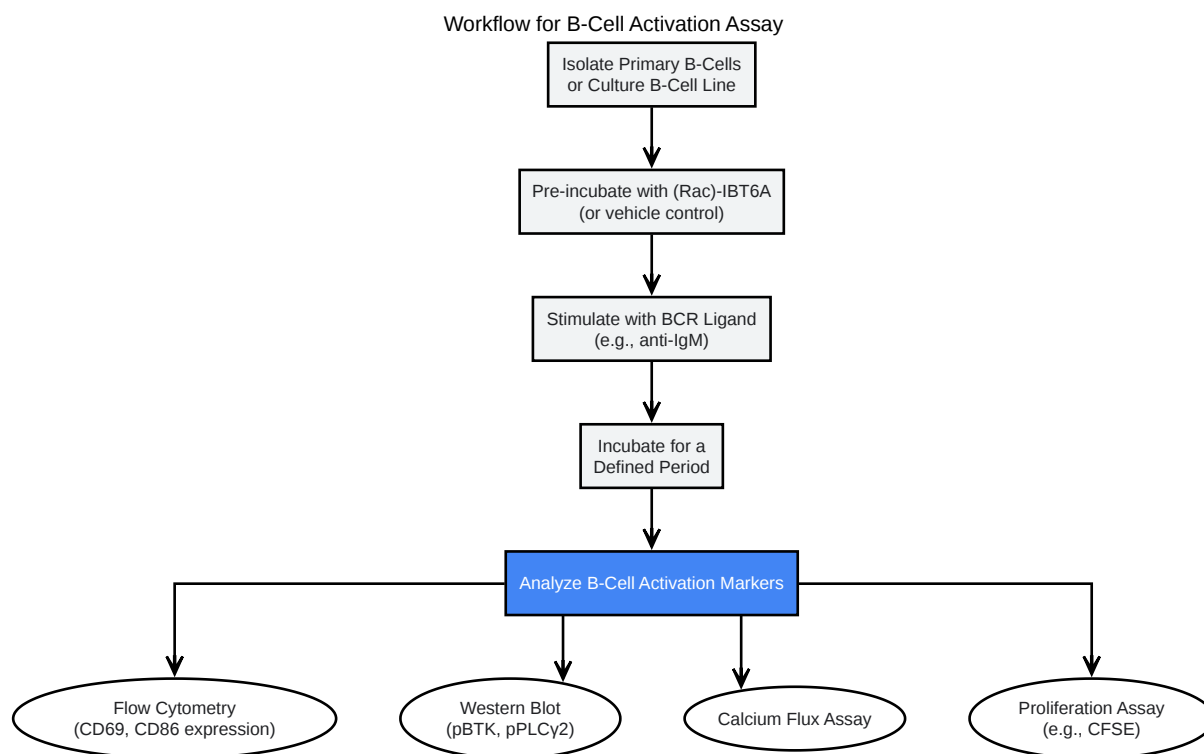 Workflow for B-Cell Activation Assay
Isolate Primary B-Cells
or Culture B-Cell Line
Pre-incubate with (Rac)-IBT6A
(or vehicle control)
Stimulate with BCR Ligand
(e.g., anti-IgM)
Incubate for a
Defined Period
Analyze B-Cell Activation Markers
Flow Cytometry
(CD69, CD86 expression)
Western Blot
(pBTK, pPLCγ2)
Calcium Flux Assay
Proliferation Assay
(e.g., CFSE)